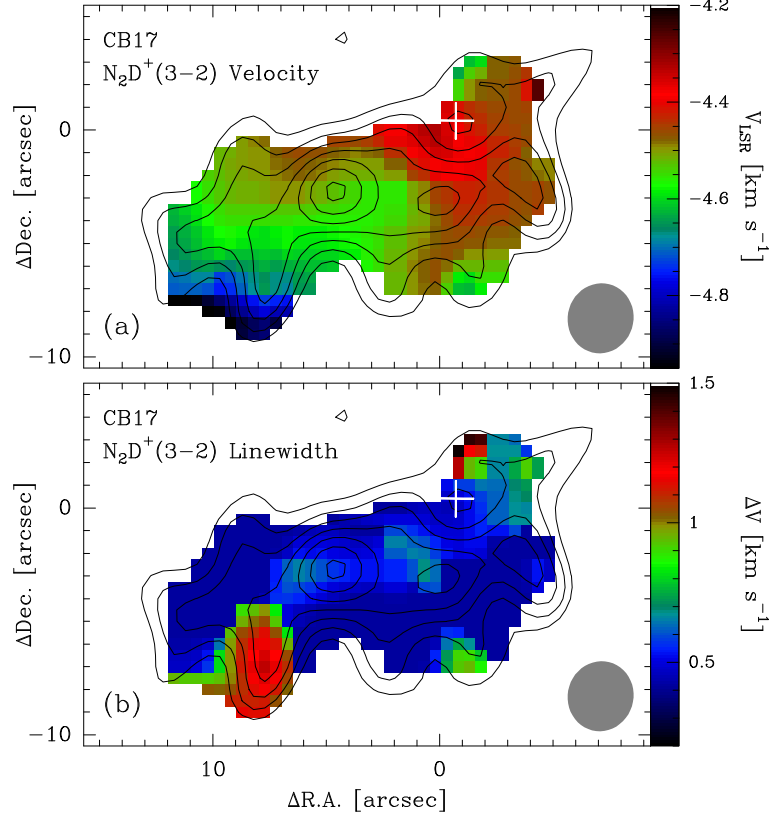 CB17
N₂D⁺(3−2) Velocity
0
−10
ΔDec. [arcsec]
(a)
−4.2
−4.4
−4.6
−4.8
V_LSR [km s⁻¹]
CB17
N₂D⁺(3−2) Linewidth
0
−10
ΔDec. [arcsec]
(b)
1.5
1
0.5
ΔV [km s⁻¹]
10 0
ΔR.A. [arcsec]